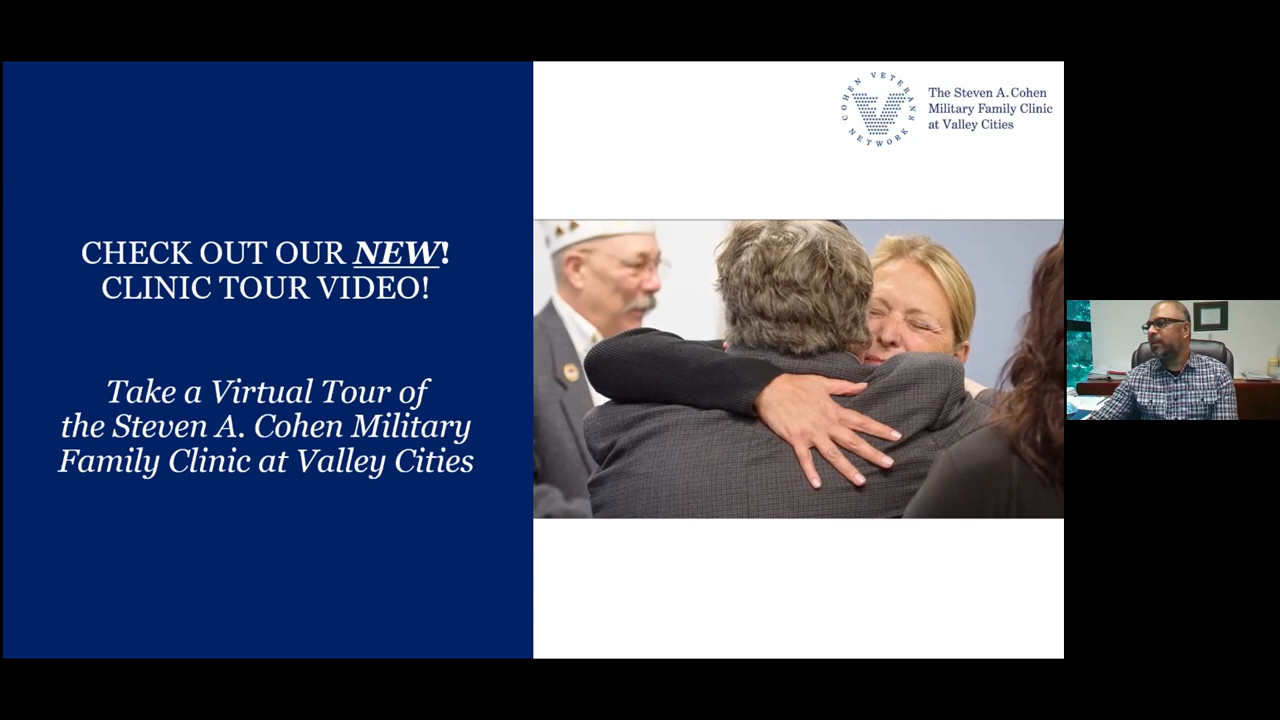 CHECK OUT OUR NEW!
CLINIC TOUR VIDEO!
Take a Virtual Tour of
the Steven A. Cohen Military
Family Clinic at Valley Cities
COHEN VETERANS NETWORK
The Steven A. Cohen
Military Family Clinic
at Valley Cities